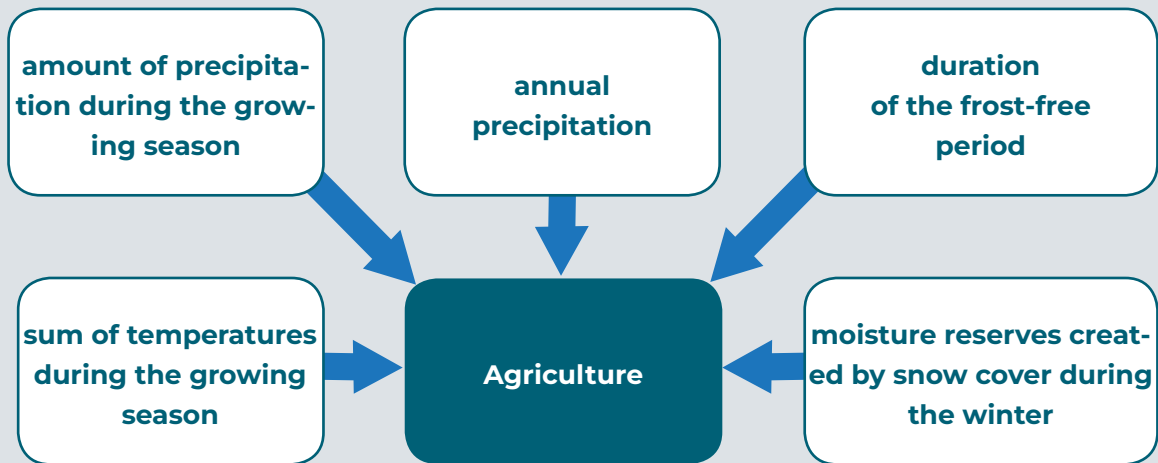 amount of precipita-
tion during the grow-
ing season
annual
precipitation
duration
of the frost-free
period
sum of temperatures
during the growing
season
Agriculture
moisture reserves creat-
ed by snow cover during
the winter